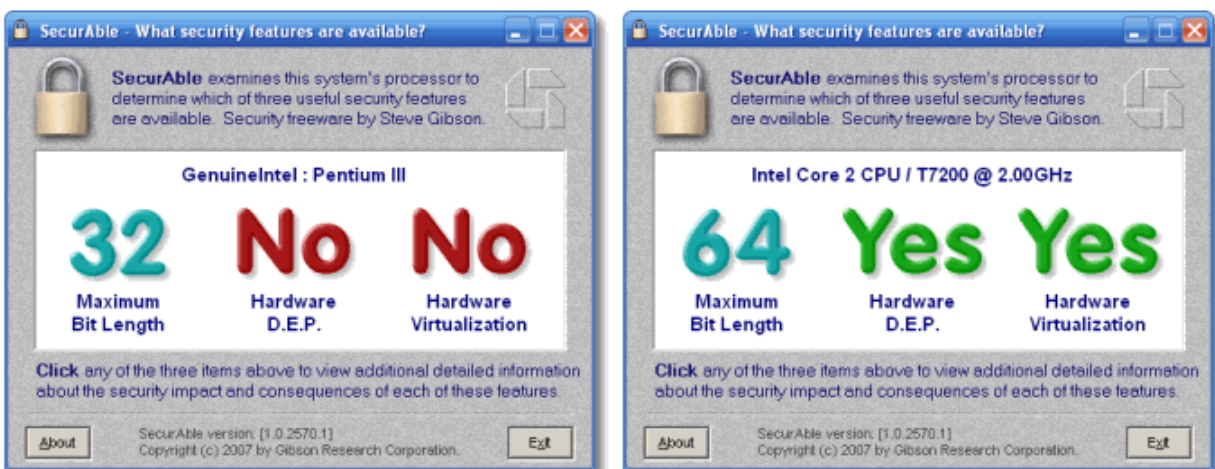 SecurAble - What security features are available?
SecurAble examines this system's processor to
determine which of three useful security features
are available. Security freeware by Steve Gibson.
GenuineIntel : Pentium III
32 No No
Maximum Hardware Hardware
Bit Length D.E.P. Virtualization
Click any of the three items above to view additional detailed information
about the security impact and consequences of each of these features.
About
SecurAble version: [1.0.2570.1]
Copyright (c) 2007 by Gibson Research Corporation.
Exit
SecurAble - What security features are available?
SecurAble examines this system's processor to
determine which of three useful security features
are available. Security freeware by Steve Gibson.
Intel Core 2 CPU / T7200 @ 2.00GHz
64 Yes Yes
Maximum Hardware Hardware
Bit Length D.E.P. Virtualization
Click any of the three items above to view additional detailed information
about the security impact and consequences of each of these features.
About
SecurAble version: [1.0.2570.1]
Copyright (c) 2007 by Gibson Research Corporation.
Exit